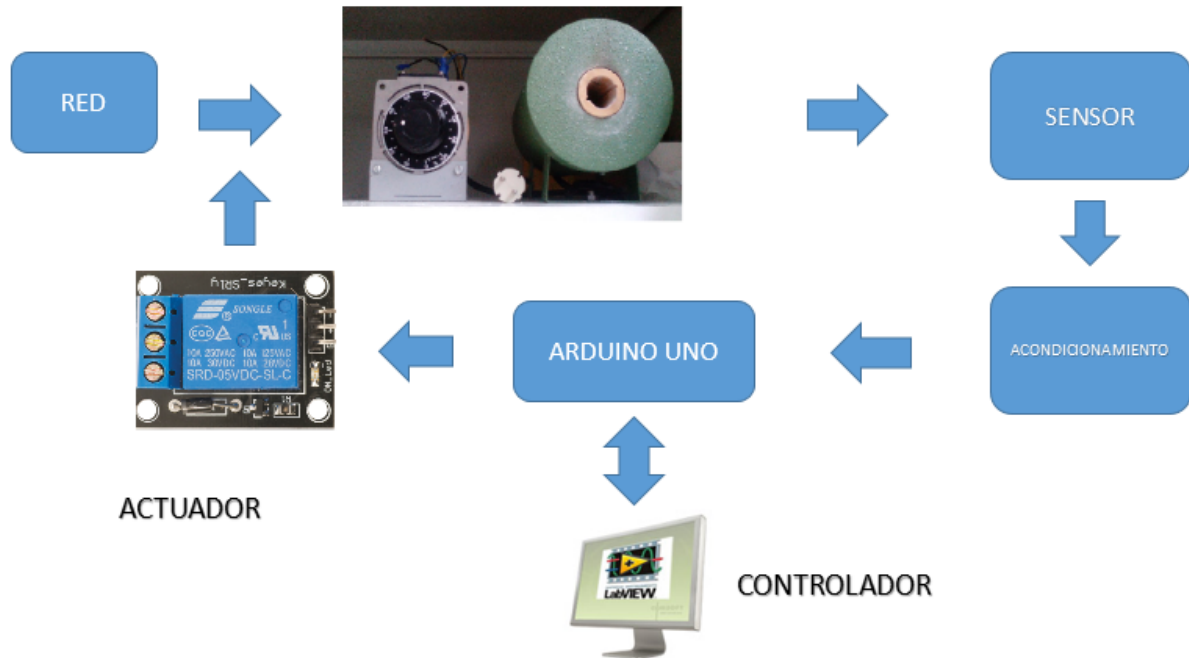 RED
SENSOR
ACONDICIONAMIENTO
ARDUINO UNO
Keyes_SRly
SONGLE
10A 250VAC 10A 125VAC
10A 30VDC 10A 28VDC
SRD-05VDC-SL-C
ACTUADOR
LabVIEW
CONTROLADOR